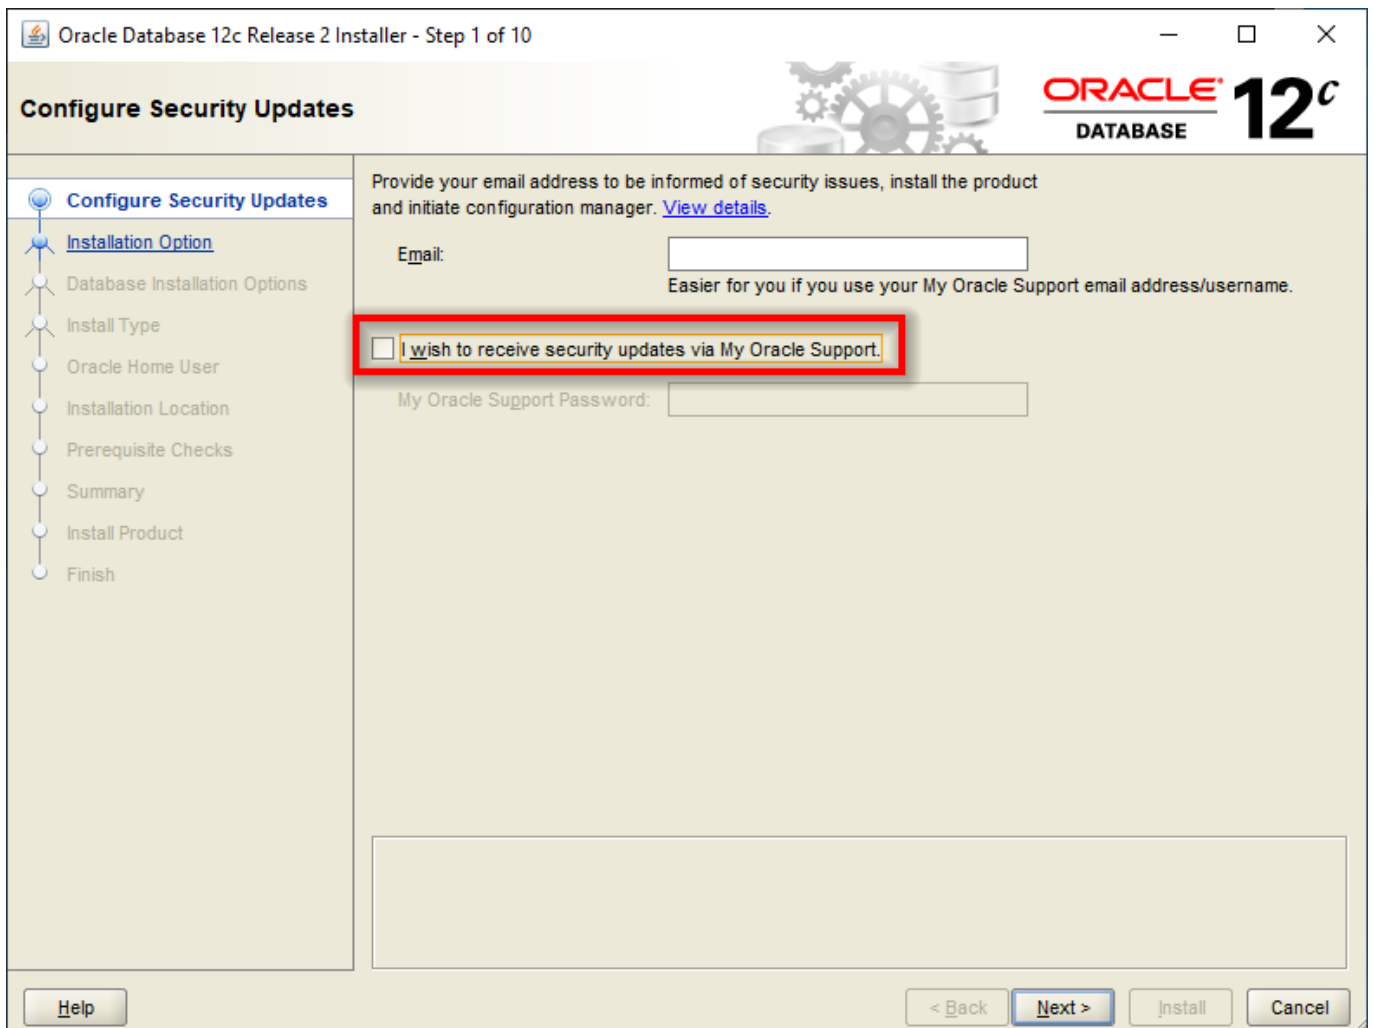 Oracle Database 12c Release 2 Installer - Step 1 of 10
Configure Security Updates
ORACLE
DATABASE
12c
Configure Security Updates
Installation Option
Database Installation Options
Install Type
Oracle Home User
Installation Location
Prerequisite Checks
Summary
Install Product
Finish
Provide your email address to be informed of security issues, install the product
and initiate configuration manager. View details.
Email:
Easier for you if you use your My Oracle Support email address/username.
I wish to receive security updates via My Oracle Support.
My Oracle Support Password:
Help
< Back
Next >
Install
Cancel